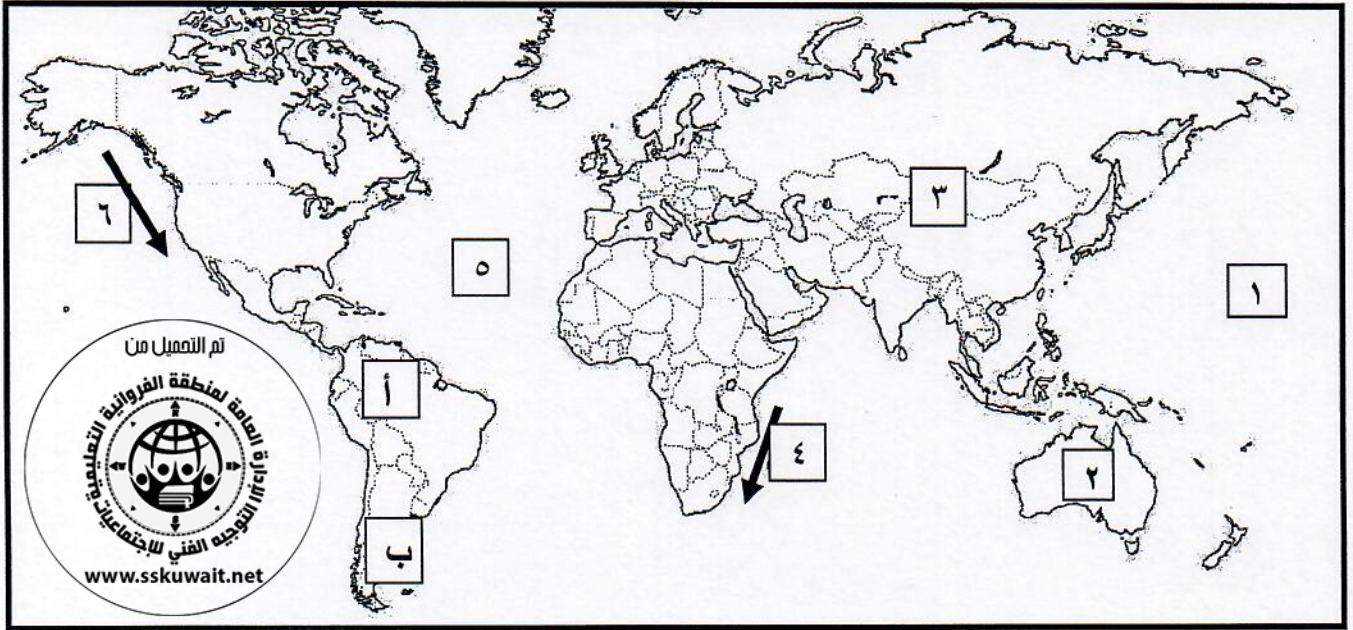 ٣
٦
٥
١
تم التحميل من
أ
الإدارة العامة لمنطقة الفروانية التعليمية
٤
٢
التوجيه الفني للإجتماعيات
ب
www.sskuwait.net